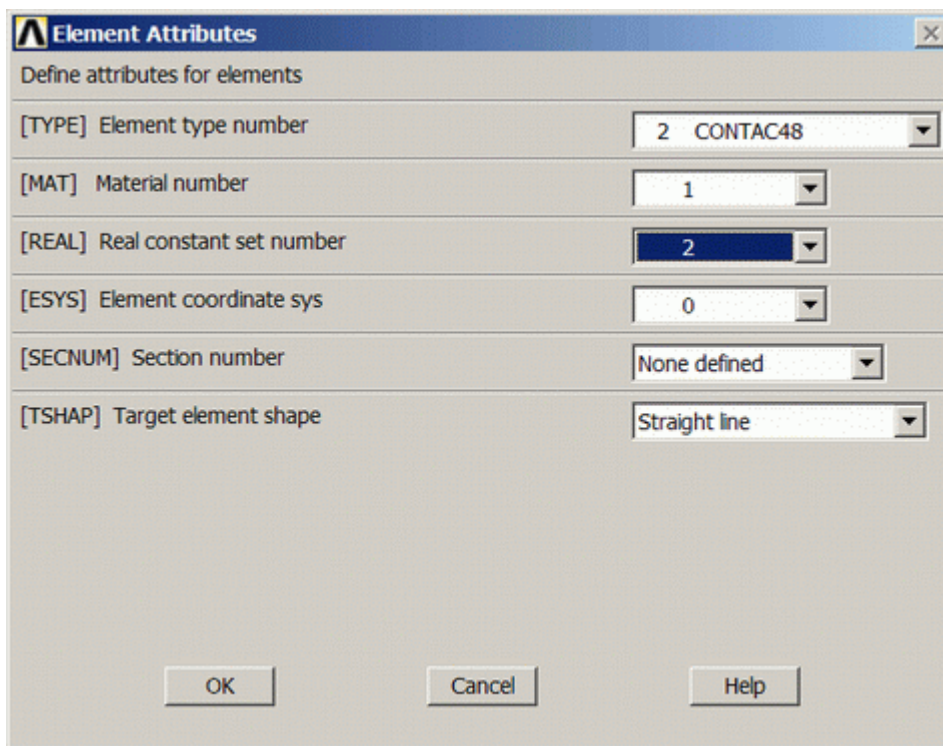 Element Attributes
Define attributes for elements
[TYPE] Element type number 2 CONTAC48
[MAT] Material number 1
[REAL] Real constant set number 2
[ESYS] Element coordinate sys 0
[SECNUM] Section number None defined
[TSHAP] Target element shape Straight line
OK Cancel Help